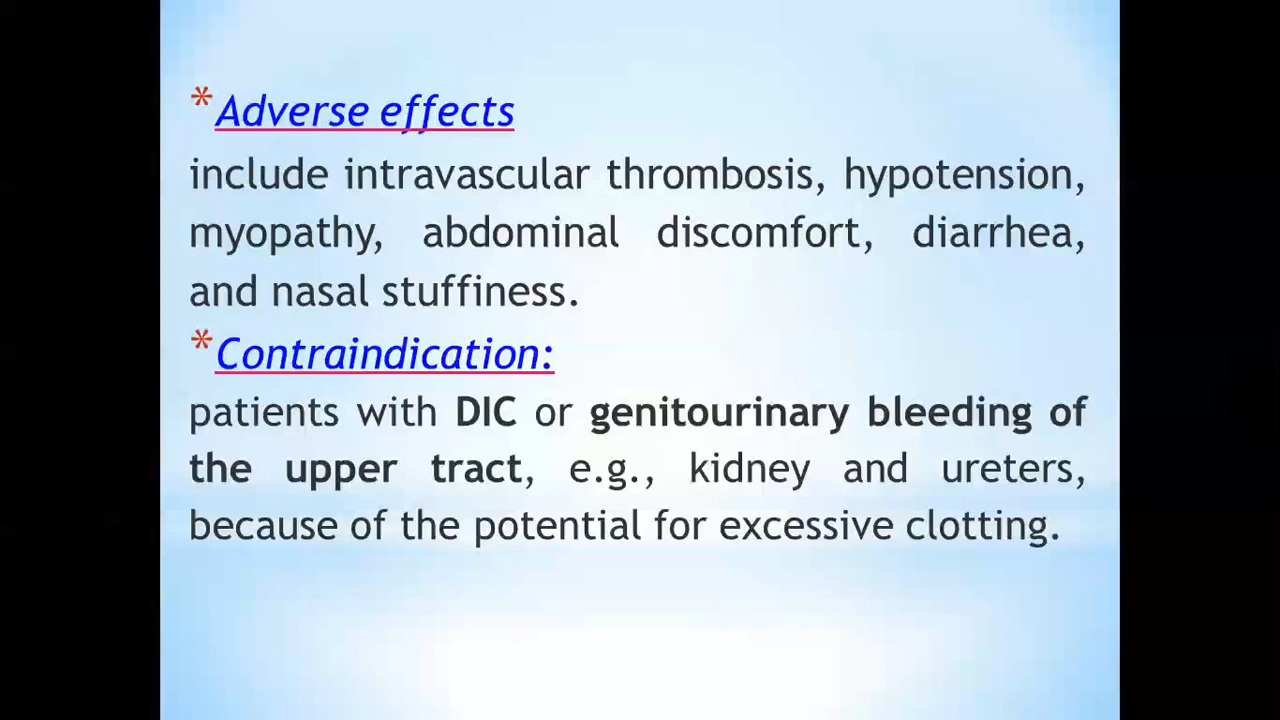 *Adverse effects
include intravascular thrombosis, hypotension,
myopathy, abdominal discomfort, diarrhea,
and nasal stuffiness.
*Contraindication:
patients with DIC or genitourinary bleeding of
the upper tract, e.g., kidney and ureters,
because of the potential for excessive clotting.